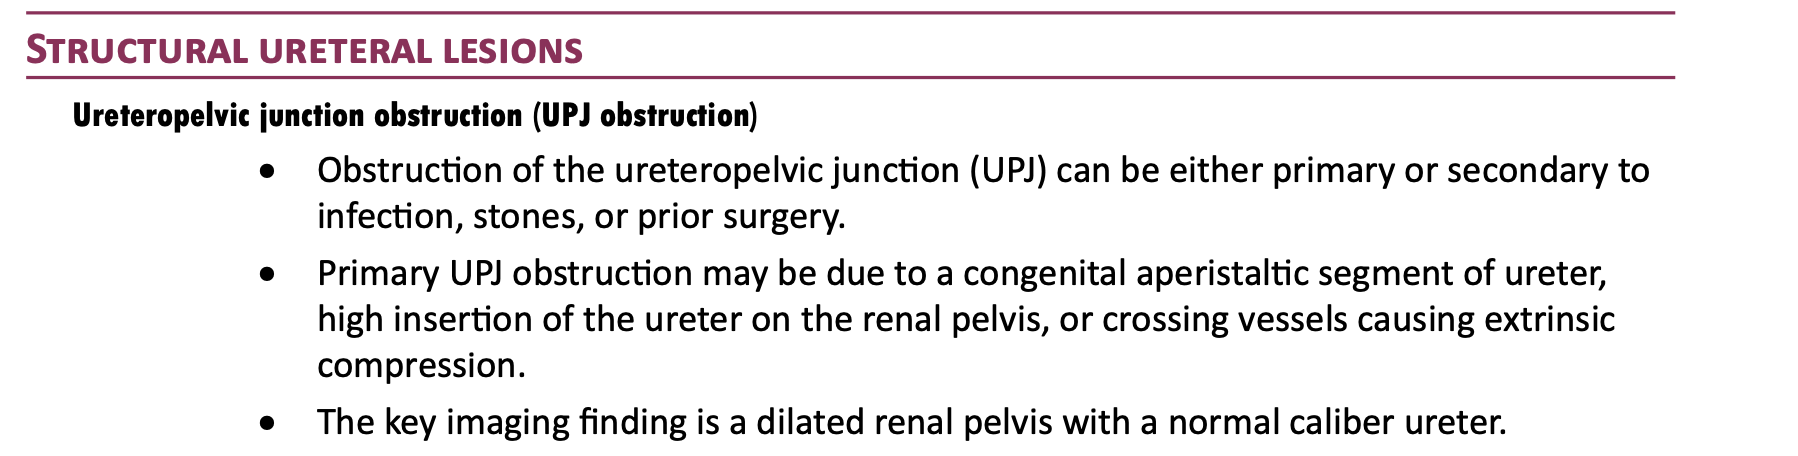 STRUCTURAL URETERAL LESIONS
Ureteropelvic junction obstruction (UPJ obstruction)
• Obstruction of the ureteropelvic junction (UPJ) can be either primary or secondary to
infection, stones, or prior surgery.
• Primary UPJ obstruction may be due to a congenital aperistaltic segment of ureter,
high insertion of the ureter on the renal pelvis, or crossing vessels causing extrinsic
compression.
• The key imaging finding is a dilated renal pelvis with a normal caliber ureter.